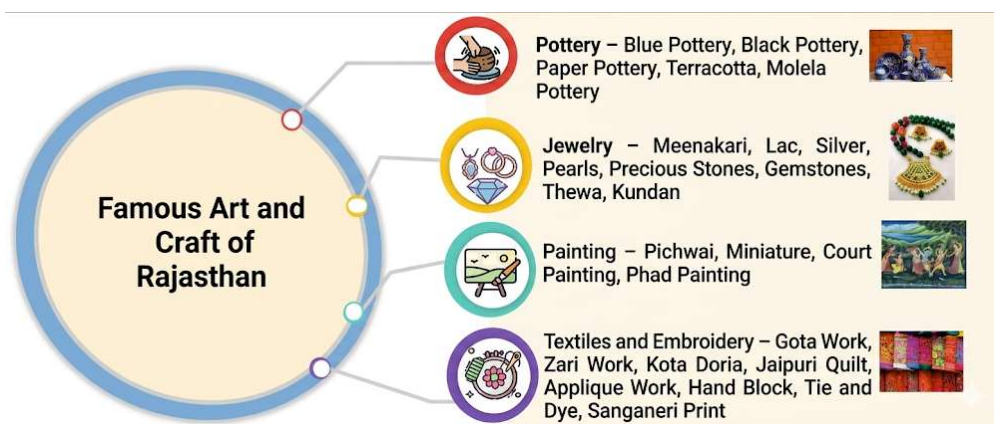 Famous Art and
Craft of
Rajasthan
Pottery – Blue Pottery, Black Pottery,
Paper Pottery, Terracotta, Molela
Pottery
Jewelry – Meenakari, Lac, Silver,
Pearls, Precious Stones, Gemstones,
Thewa, Kundan
Painting – Pichwai, Miniature, Court
Painting, Phad Painting
Textiles and Embroidery – Gota Work,
Zari Work, Kota Doria, Jaipuri Quilt,
Applique Work, Hand Block, Tie and
Dye, Sanganeri Print